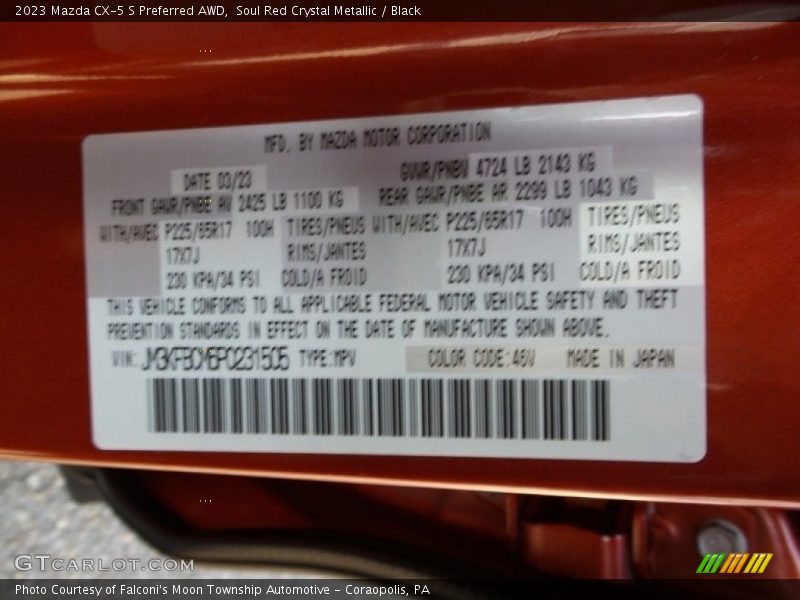 2023 Mazda CX-5 S Preferred AWD, Soul Red Crystal Metallic / Black
MFD. BY MAZDA MOTOR CORPORATION
DATE 03/23 GVWR/PNBV 4724 LB 2143 KG
FRONT GAWR/PNBE AV 2425 LB 1100 KG REAR GAWR/PNBE AR 2299 LB 1043 KG
WITH/AVEC P225/65R17 100H TIRES/PNEUS WITH/AVEC P225/65R17 100H TIRES/PNEUS
17X7J RIMS/JANTES 17X7J RIMS/JANTES
230 KPA/34 PSI COLD/A FROID 230 KPA/34 PSI COLD/A FROID
THIS VEHICLE CONFORMS TO ALL APPLICABLE FEDERAL MOTOR VEHICLE SAFETY AND THEFT
PREVENTION STANDARDS IN EFFECT ON THE DATE OF MANUFACTURE SHOWN ABOVE.
VIN: JM3KFBCM6P0231505 TYPE:MPV COLOR CODE:46V MADE IN JAPAN
GTCARLOT.COM
Photo Courtesy of Falconi's Moon Township Automotive - Coraopolis, PA